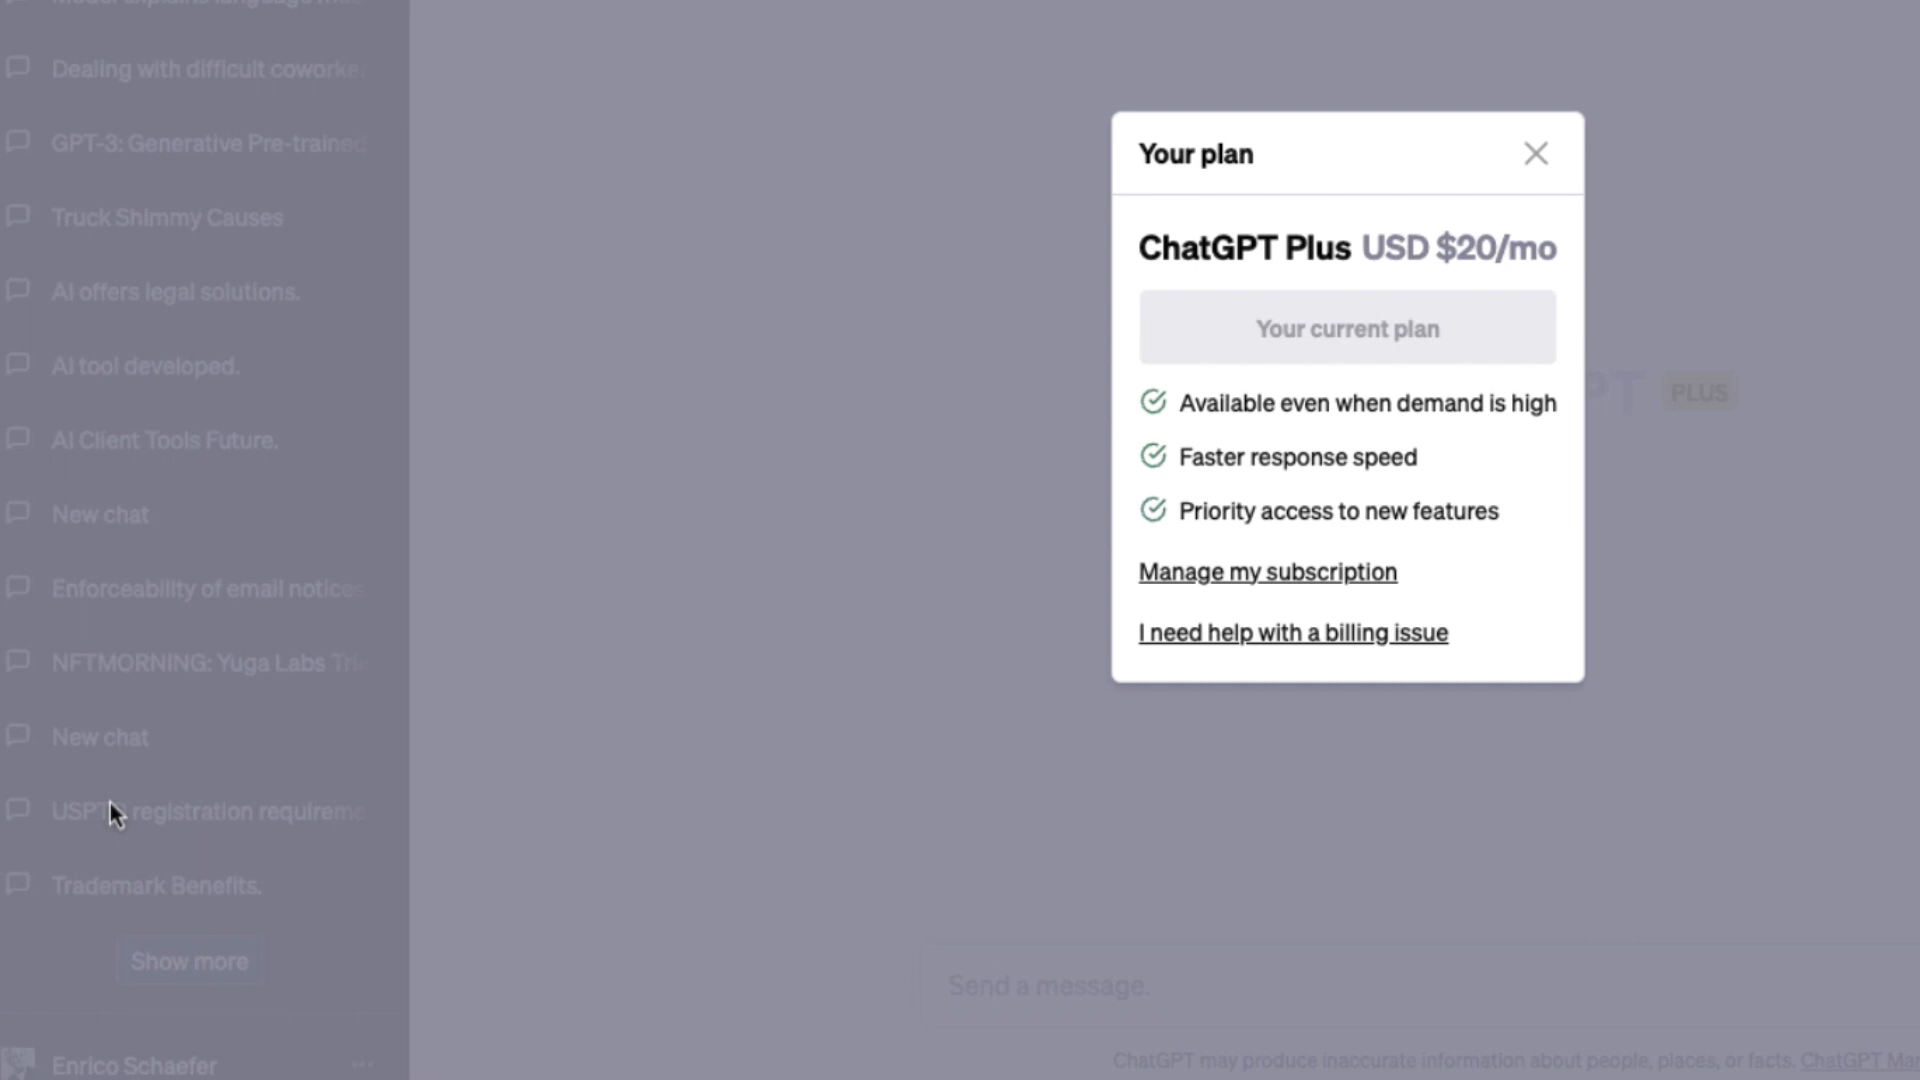 Dealing with difficult coworker
GPT-3: Generative Pre-trained
Truck Shimmy Causes
AI offers legal solutions.
AI tool developed.
AI Client Tools Future.
New chat
Enforceability of email notices
NFTMORNING: Yuga Labs
New chat
registration
Trademark Benefits.
Show more
Enrico Schaefer
Your plan
ChatGPT Plus USD $20/mo
Your current plan
Available even when demand is high
Faster response speed
Priority access to new features
Manage my subscription
I need help with a billing issue
PT PLUS
Send a message.
ChatGPT may produce inaccurate information about people, places, or facts. ChatGPT